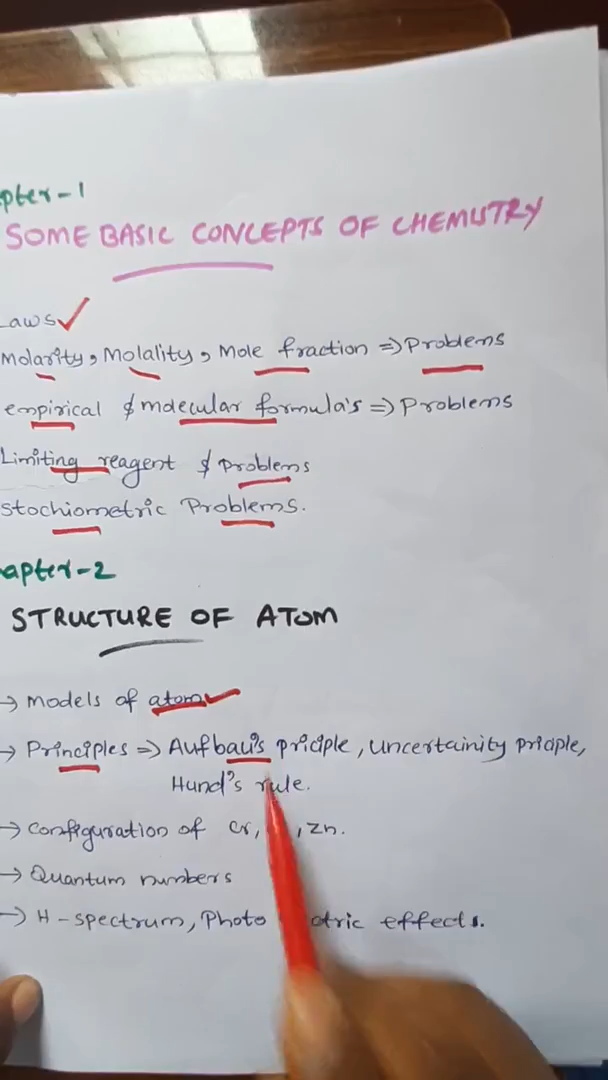 pter-1
SOME BASIC CONCEPTS OF CHEMISTRY
Laws
Molarity, Molality, Mole fraction => Problems
empirical & molecular formula's => Problems
Limiting reagent & Problems
stochiometric Problems.
apter-2
STRUCTURE OF ATOM
→ Models of atom
→ Principles => Aufbau's priciple, uncertainity priciple,
Hund's rule.
→ configuration of Cr, , Zn.
→ Quantum numbers
→ H-spectrum, Photo ctric effects.